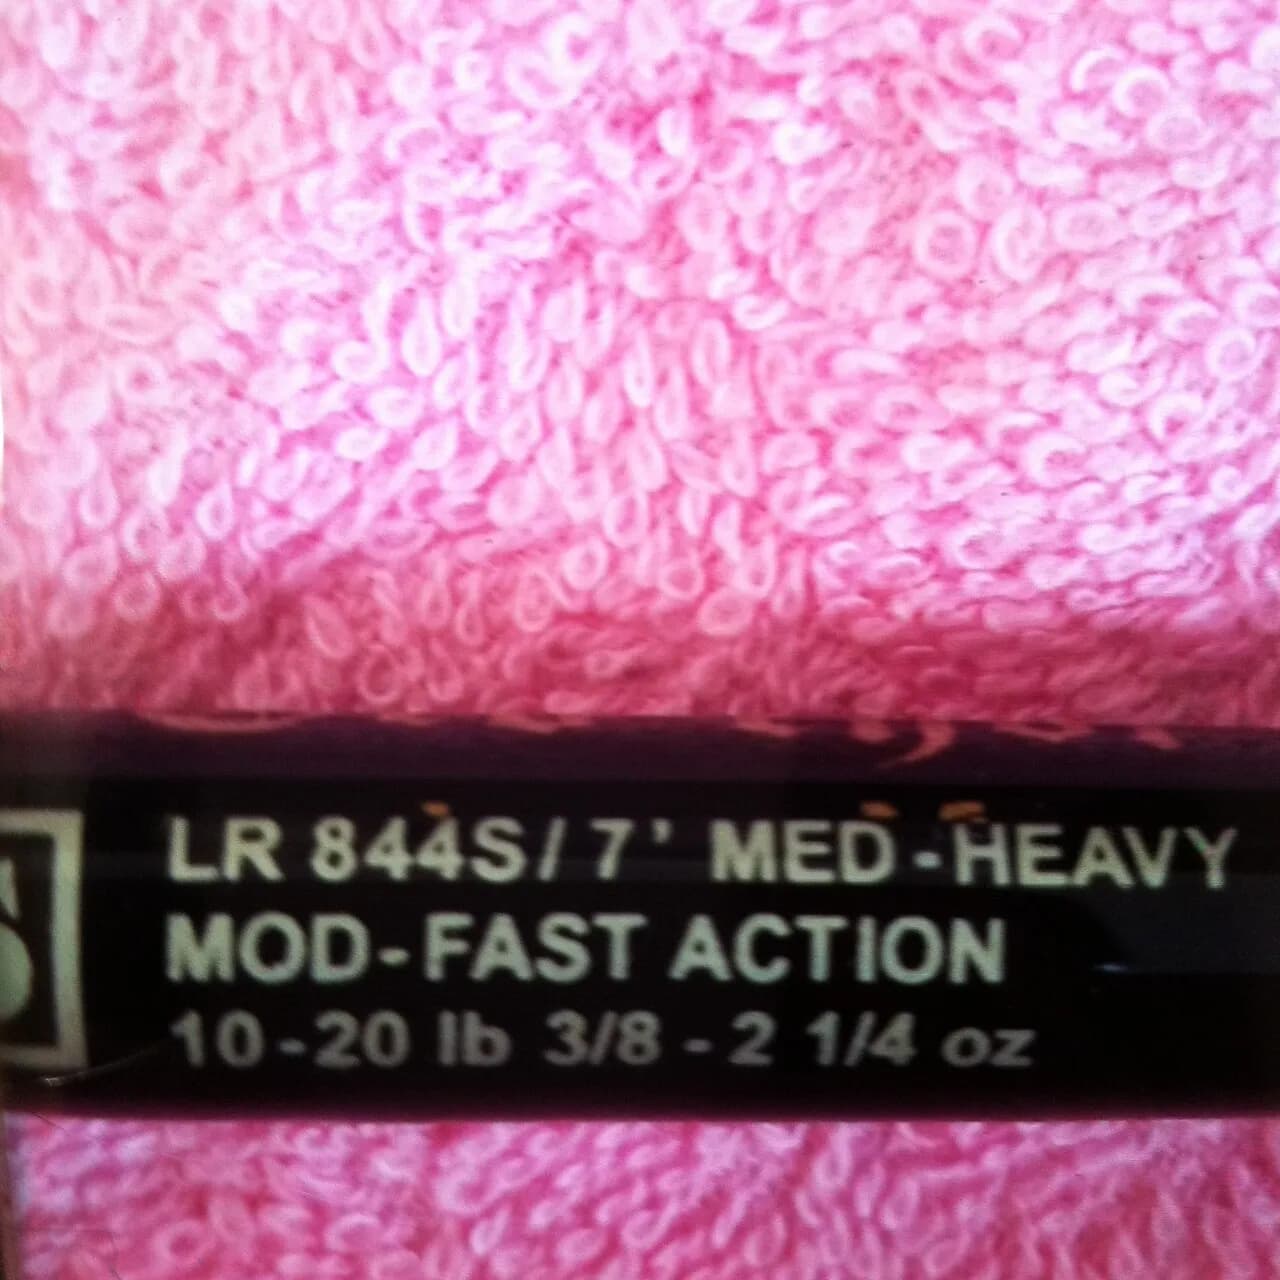 LR 844S/7' MED-HEAVY
MOD-FAST ACTION
10-20 lb 3/8 - 2 1/4 oz